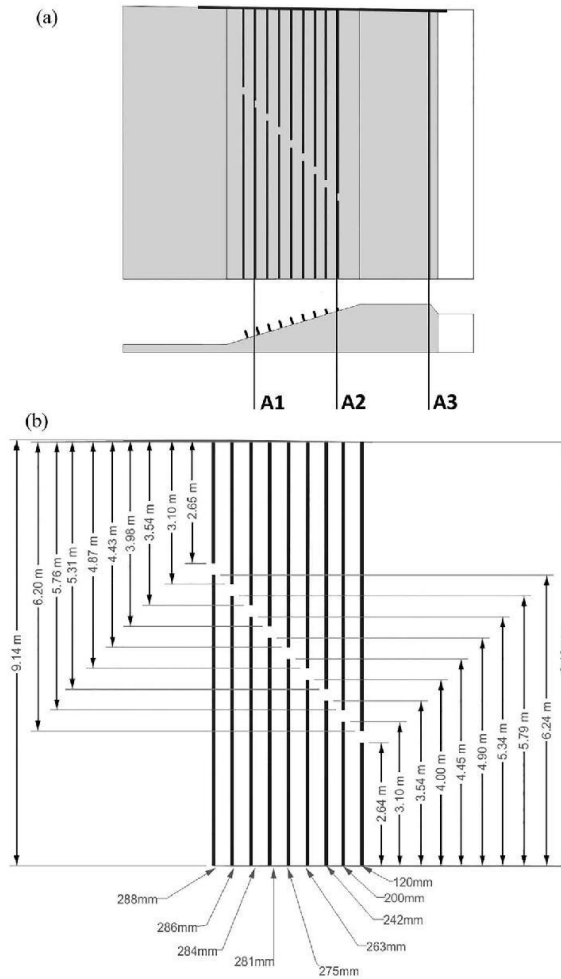 (a)
A1
A2
A3
(b)
9.14 m
6.20 m
5.76 m
5.31 m
4.87 m
4.43 m
3.98 m
3.54 m
3.10 m
2.65 m
2.64 m
3.10 m
3.54 m
4.00 m
4.45 m
4.90 m
5.34 m
5.79 m
6.24 m
288mm
286mm
284mm
281mm
275mm
263mm
242mm
200mm
120mm